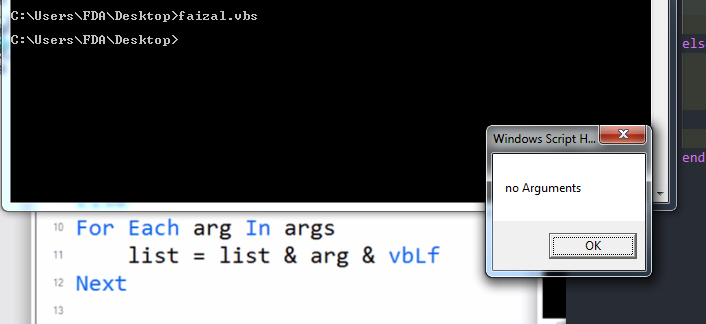 C:\Users\FDA\Desktop>faizal.vbs
C:\Users\FDA\Desktop>
els
Windows Script H... x
end
no Arguments
OK
10 For Each arg In args
11 list = list & arg & vbLf
12 Next
13